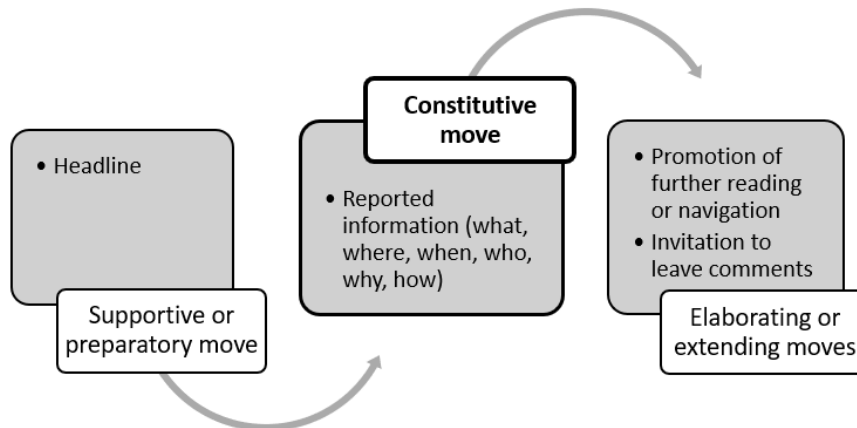 • Headline
Supportive or
preparatory move
Constitutive
move
• Reported
information (what,
where, when, who,
why, how)
• Promotion of
further reading
or navigation
• Invitation to
leave comments
Elaborating or
extending moves